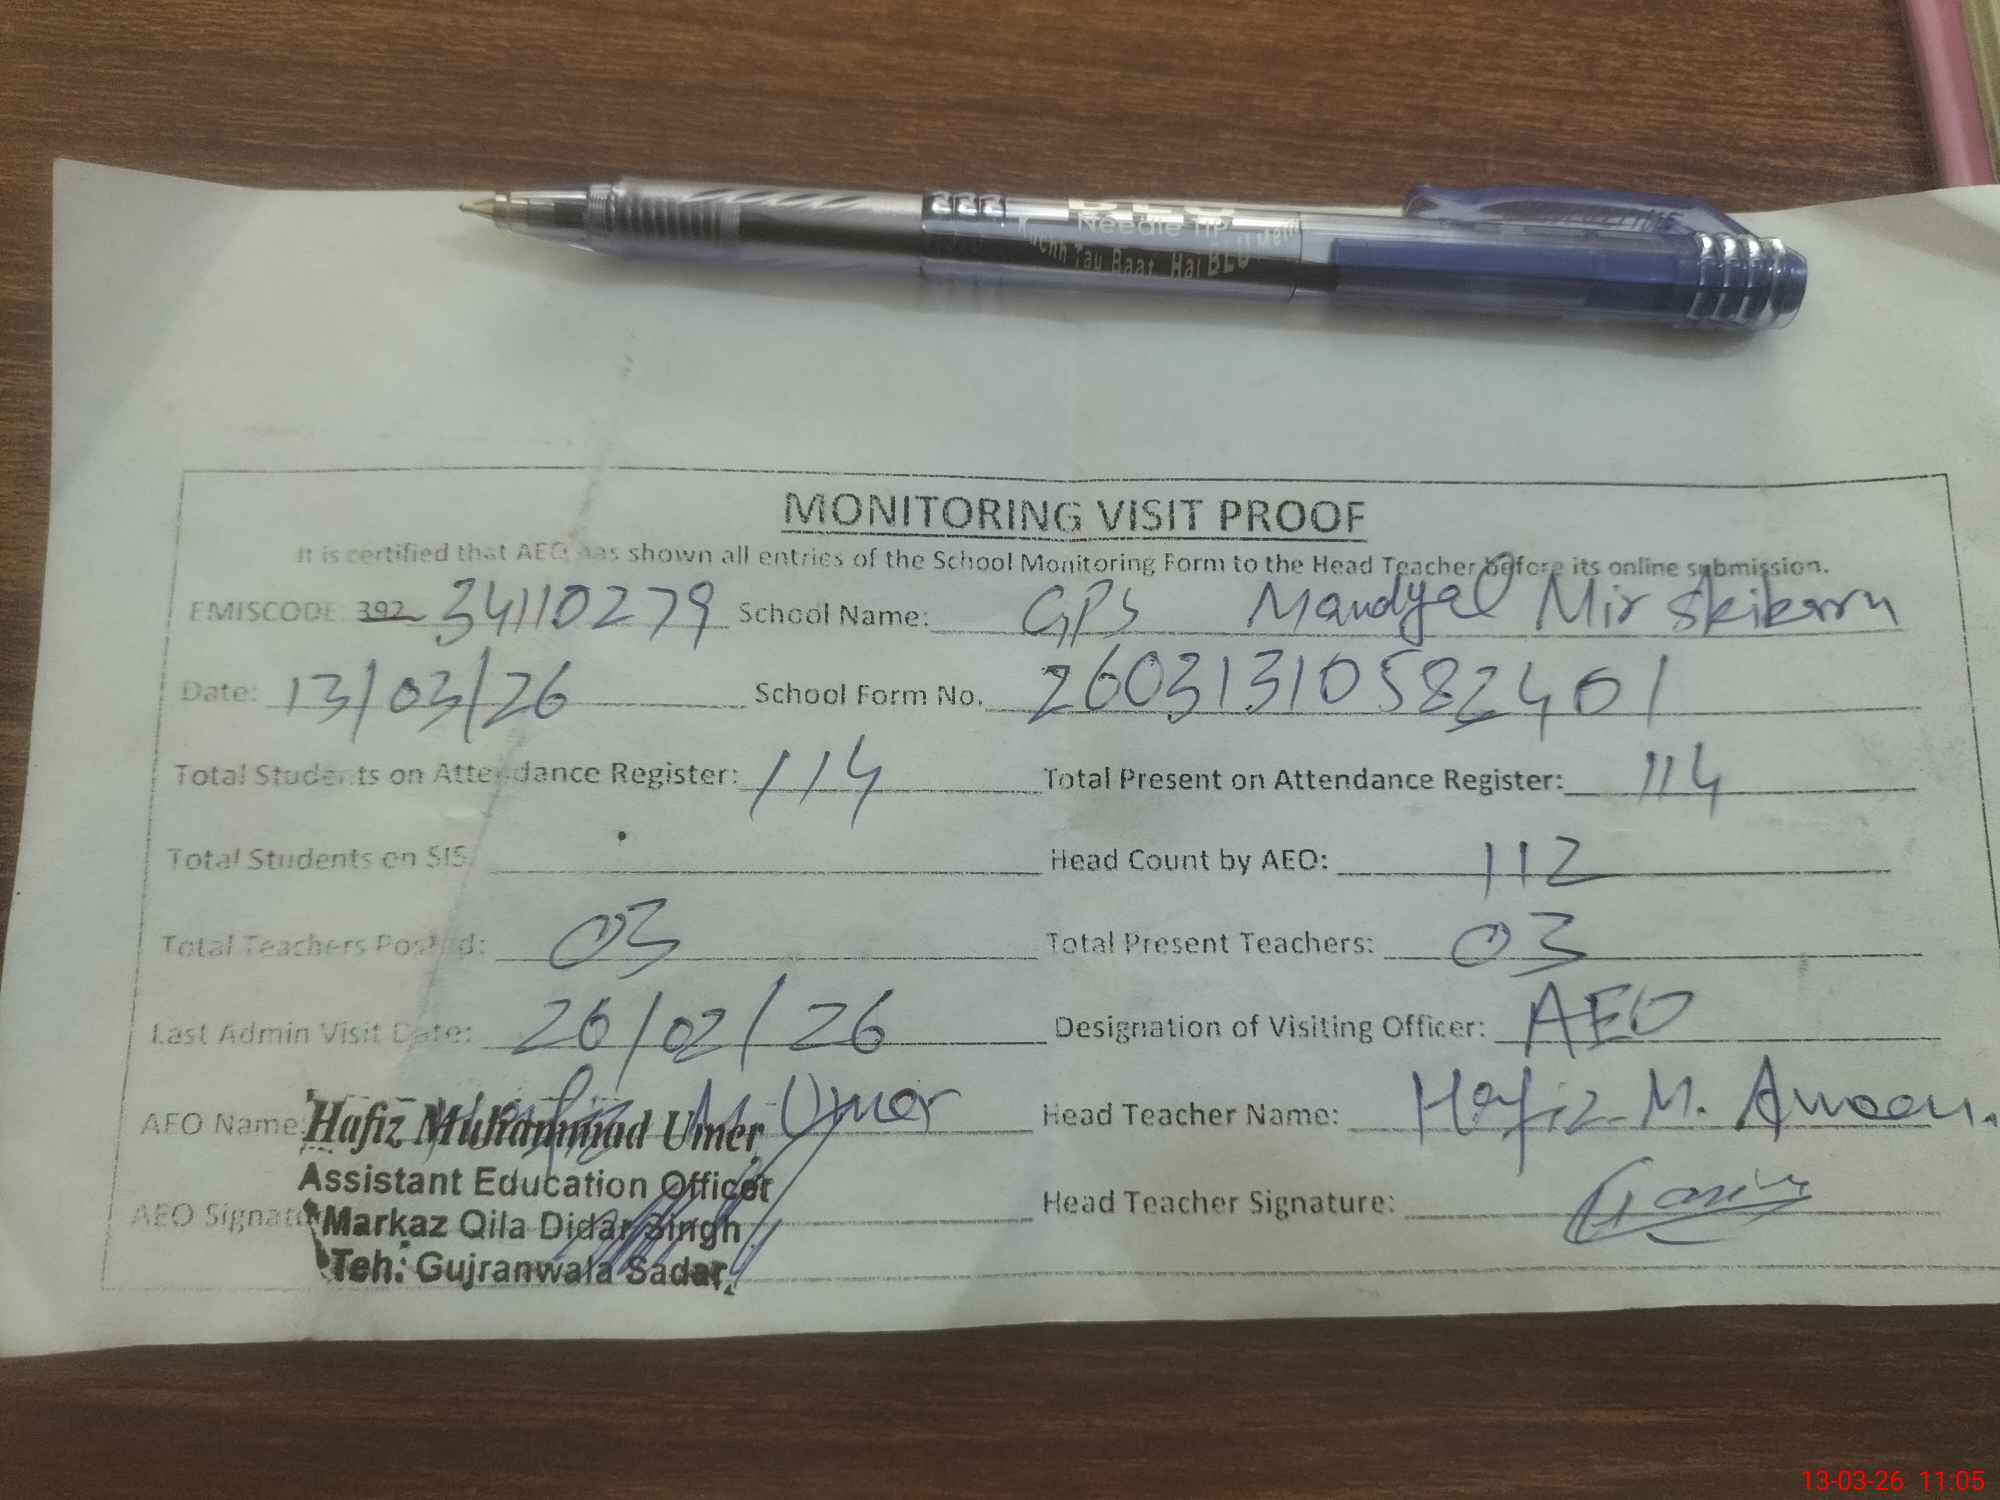 BLU
Needle TIP
Kuchh Tau Baat Hai BLU Mein
MONITORING VISIT PROOF
It is certified that AEO has shown all entries of the School Monitoring Form to the Head Teacher before its online submission.
EMISCODE 392 34110279 School Name: GPS Mandyal Mir Skikarn
Date: 13/03/26 School Form No. 260313105822401
Total Students on Attendance Register: 114 Total Present on Attendance Register: 114
Total Students on SIS: Head Count by AEO: 112
Total Teachers Posted: 03 Total Present Teachers: 03
Last Admin Visit Date: 26/02/26 Designation of Visiting Officer: AEO
AEO Name: Hafiz M Umer Head Teacher Name: Hafiz M.
Hafiz Muhammad Umer
Assistant Education Officer
AEO Signature Head Teacher Signature:
Markaz Qila Didar Singh
Teh: Gujranwala Sadar
13-03-26 11:05